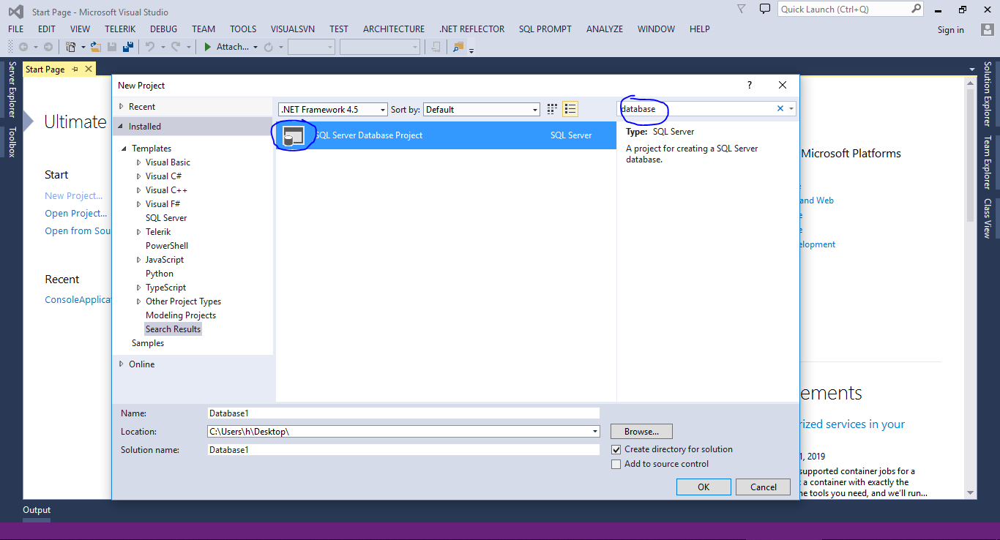 Start Page - Microsoft Visual Studio
Quick Launch (Ctrl+Q)
FILE EDIT VIEW TELERIK DEBUG TEAM TOOLS VISUALSVN TEST ARCHITECTURE .NET REFLECTOR SQL PROMPT ANALYZE WINDOW HELP
Sign in
Attach...
Server Explorer
Toolbox
Start Page
Ultimate
Start
New Project...
Open Project...
Open from Sou
Recent
ConsoleApplica
New Project
?
Recent
Installed
Templates
Visual Basic
Visual C#
Visual C++
Visual F#
SQL Server
Telerik
PowerShell
JavaScript
Python
TypeScript
Other Project Types
Modeling Projects
Search Results
Samples
Online
.NET Framework 4.5
Sort by: Default
database
SQL Server Database Project
SQL Server
Type: SQL Server
A project for creating a SQL Server
database.
Name: Database1
Location: C:\Users\h\Desktop\
Browse...
Solution name: Database1
Create directory for solution
Add to source control
OK
Cancel
Microsoft Platforms
and Web
elopment
ements
rized services in your
1, 2019
supported container jobs for a
a container with exactly the
ne tools you need, and we'll run...
Solution Explorer
Team Explorer
Class View
Output